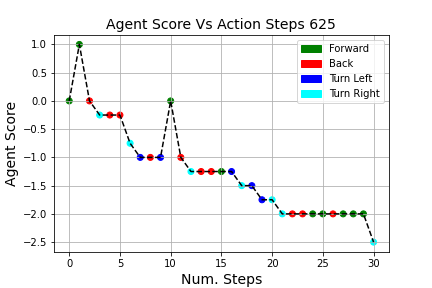 Agent Score Vs Action Steps 625
1.0
0.5
0.0
−0.5
−1.0
−1.5
−2.0
−2.5
Agent Score
Forward
Back
Turn Left
Turn Right
0 5 10 15 20 25 30
Num. Steps